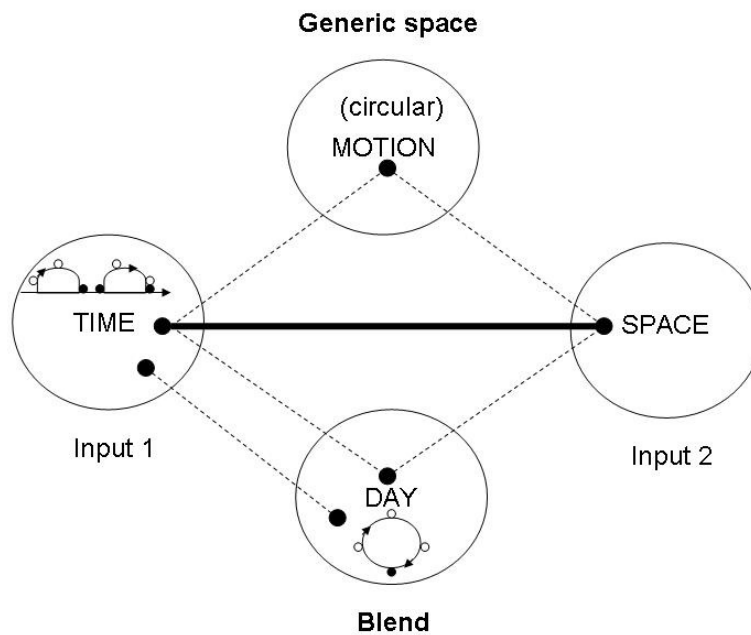 Generic space
(circular)
MOTION
TIME
SPACE
Input 1
Input 2
DAY
Blend